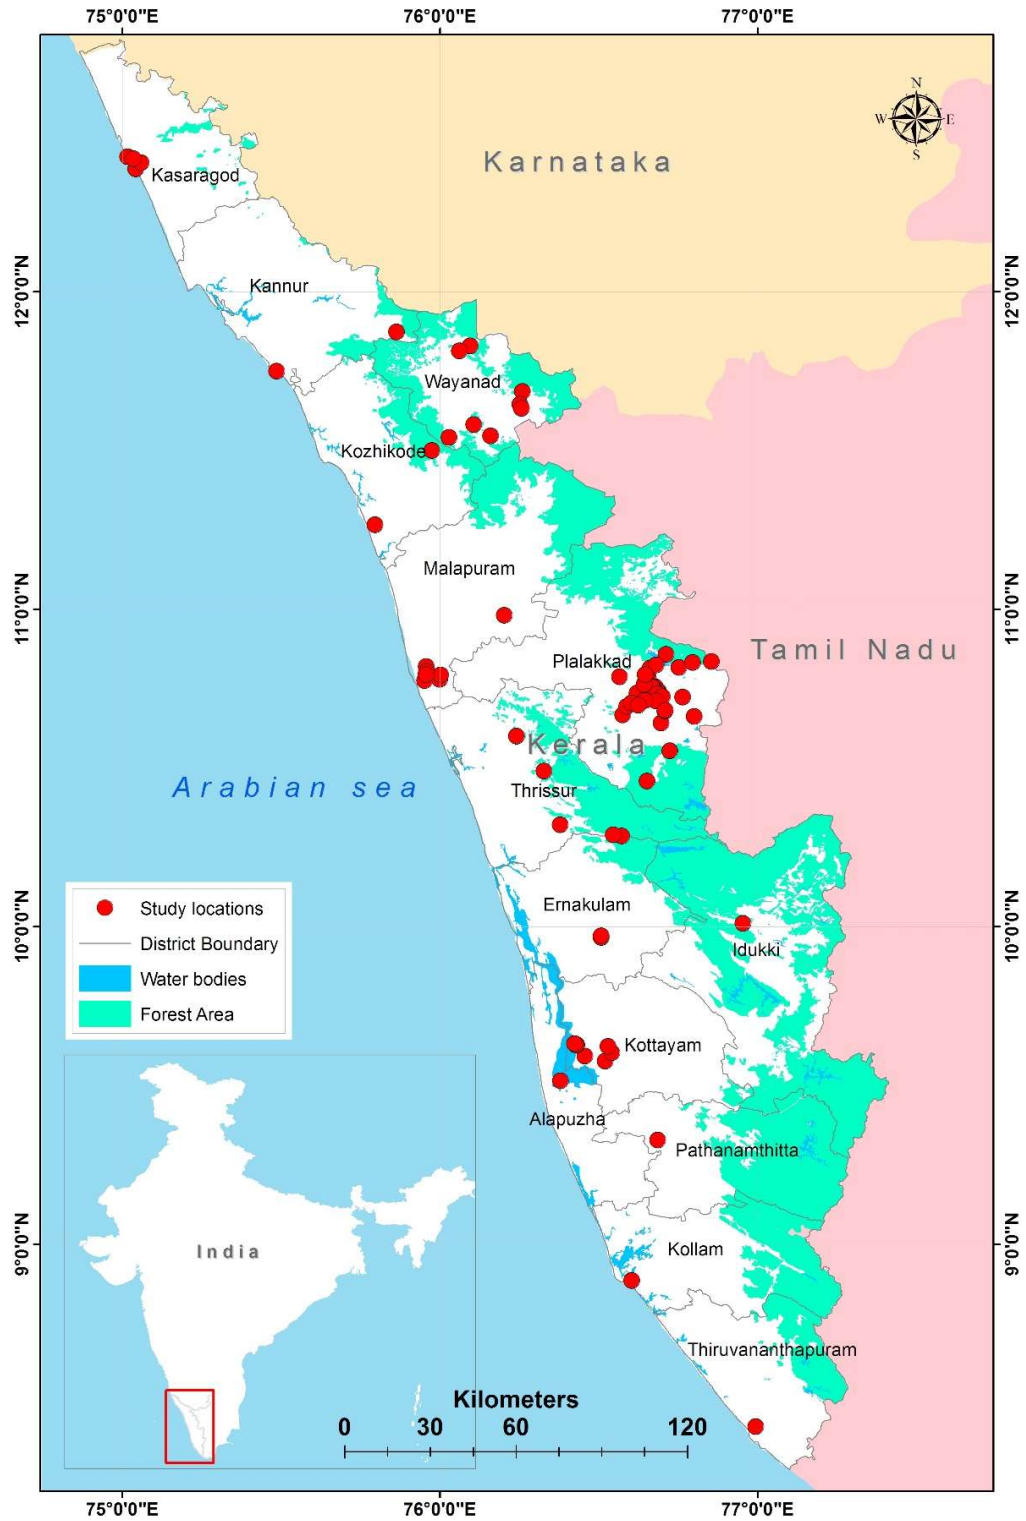 75°0'0"E 76°0'0"E 77°0'0"E
N
W E
S
Karnataka
Kasaragod
Kannur
12°0'0"N 12°0'0"N
Wayanad
Kozhikode
Malapuram
11°0'0"N 11°0'0"N
Plalakkad
Tamil Nadu
Kerala
Arabian sea
Thrissur
Ernakulam
10°0'0"N 10°0'0"N
Idukki
Study locations
District Boundary
Water bodies
Forest Area
Kottayam
Alapuzha
Pathanamthitta
9°0'0"N 9°0'0"N
Kollam
India
Thiruvananthapuram
Kilometers
0 30 60 120
75°0'0"E 76°0'0"E 77°0'0"E